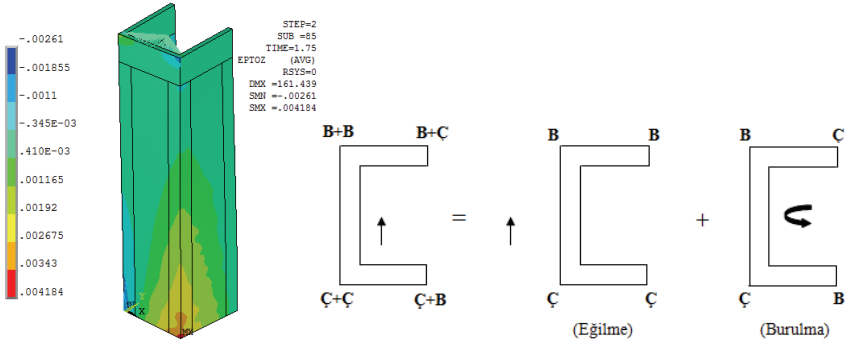 -.00261
-.001855
-.0011
-.345E-03
.410E-03
.001165
.00192
.002675
.00343
.004184
STEP=2
SUB =85
TIME=1.75
EPTOZ (AVG)
RSYS=0
DMX =161.439
SMN =-.00261
SMX =.004184
Y
X
MX
B+B B+Ç
Ç+Ç Ç+B
=
B B
Ç Ç
(Eğilme)
+
B Ç
Ç B
(Burulma)